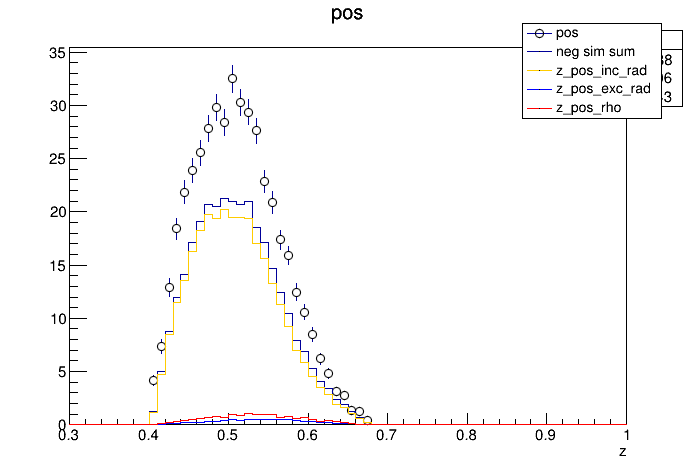 pos
pos
neg sim sum
z_pos_inc_rad
z_pos_exc_rad
z_pos_rho
35
30
25
20
15
10
5
0
0.3 0.4 0.5 0.6 0.7 0.8 0.9 1
z